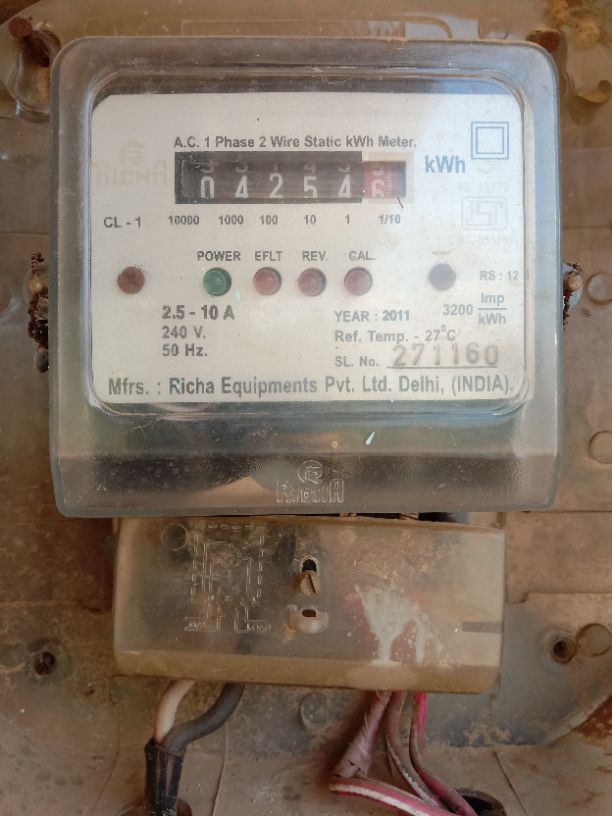 A.C. 1 Phase 2 Wire Static kWh Meter.
RICHA
0 4 2 5 4 6 kWh
CL - 1 10000 1000 100 10 1 1/10
POWER EFLT REV. CAL.
2.5 - 10 A
240 V.
50 Hz.
YEAR : 2011
3200 Imp
kWh
Ref. Temp. - 27°C
SL. No. 271160
Mfrs. : Richa Equipments Pvt. Ltd. Delhi, (INDIA).